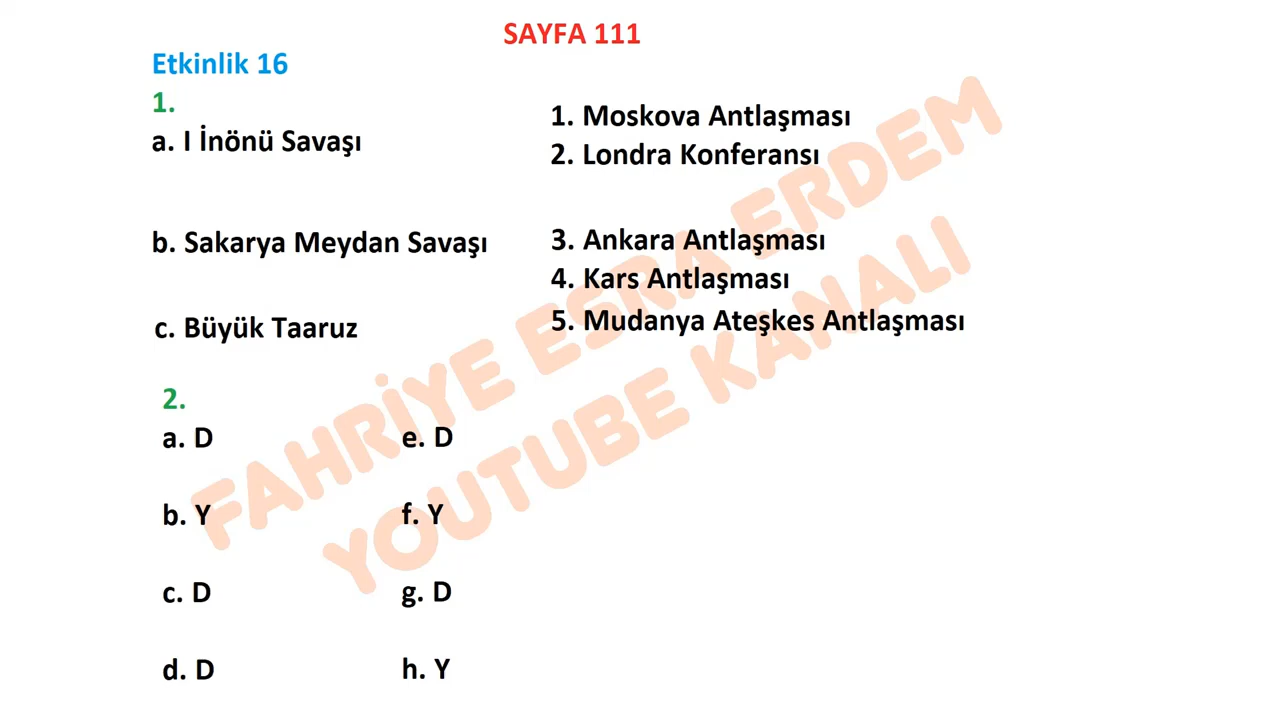 SAYFA 111
Etkinlik 16
1.
a. I İnönü Savaşı
1. Moskova Antlaşması
2. Londra Konferansı
b. Sakarya Meydan Savaşı
3. Ankara Antlaşması
4. Kars Antlaşması
c. Büyük Taaruz
5. Mudanya Ateşkes Antlaşması
2.
a. D
e. D
b. Y
f. Y
c. D
g. D
d. D
h. Y
FAHRİYE ESRA ERDEM
YOUTUBE KANALI